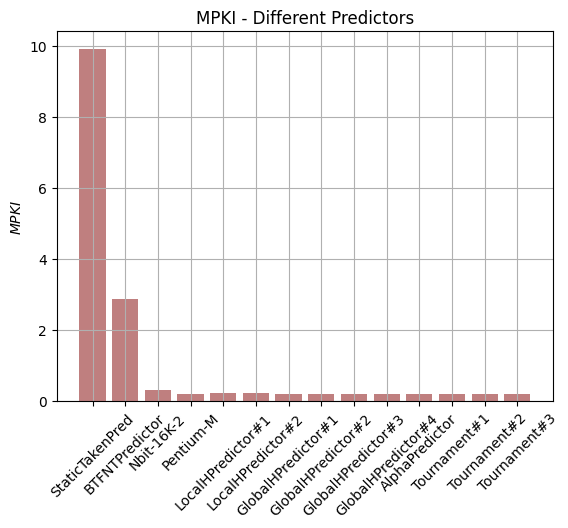 MPKI - Different Predictors
MPKI
10
8
6
4
2
0
StaticTakenPred
BTFNTPredictor
Nbit-16K-2
Pentium-M
LocalHPredictor#1
LocalHPredictor#2
GlobalHPredictor#1
GlobalHPredictor#2
GlobalHPredictor#3
GlobalHPredictor#4
AlphaPredictor
Tournament#1
Tournament#2
Tournament#3